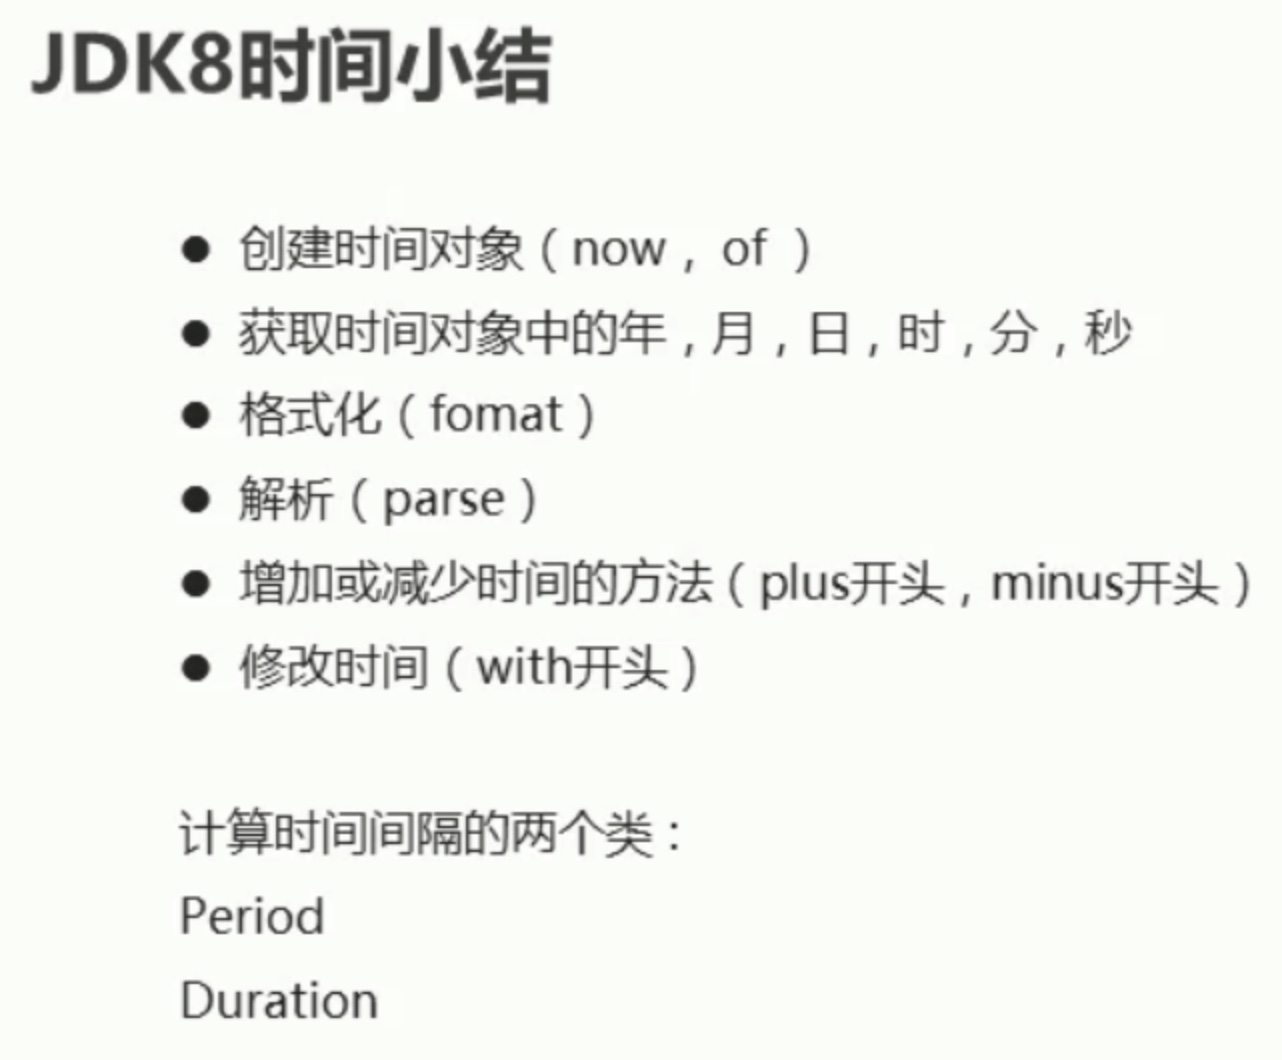 JDK8时间小结
● 创建时间对象（now，of ）
● 获取时间对象中的年，月，日，时，分，秒
● 格式化（fomat）
● 解析（parse）
● 增加或减少时间的方法（plus开头，minus开头）
● 修改时间（with开头）
计算时间间隔的两个类：
Period
Duration